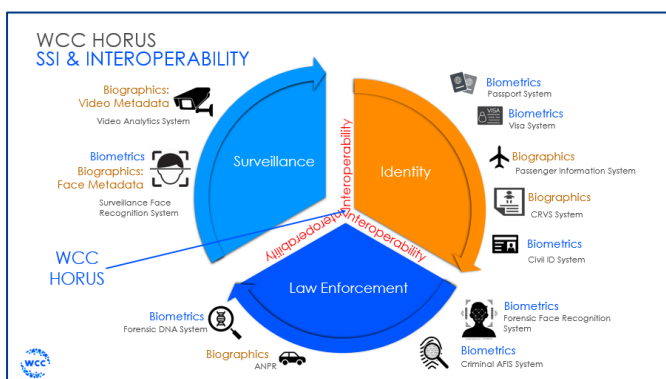 WCC HORUS
SSI & INTEROPERABILITY
Biographics:
Video Metadata
Video Analytics System
Biometrics
Biographics:
Face Metadata
Surveillance Face
Recognition System
WCC
HORUS
Surveillance
Identity
Law Enforcement
Interoperability
Interoperability
Interoperability
Biometrics
Passport System
VISA
Biometrics
Visa System
Biographics
Passenger Information System
Biographics
CRVS System
Biometrics
Civil ID System
Biometrics
Forensic Face Recognition
System
Biometrics
Criminal AFIS System
Biometrics
Forensic DNA System
Biographics
ANPR
WCC